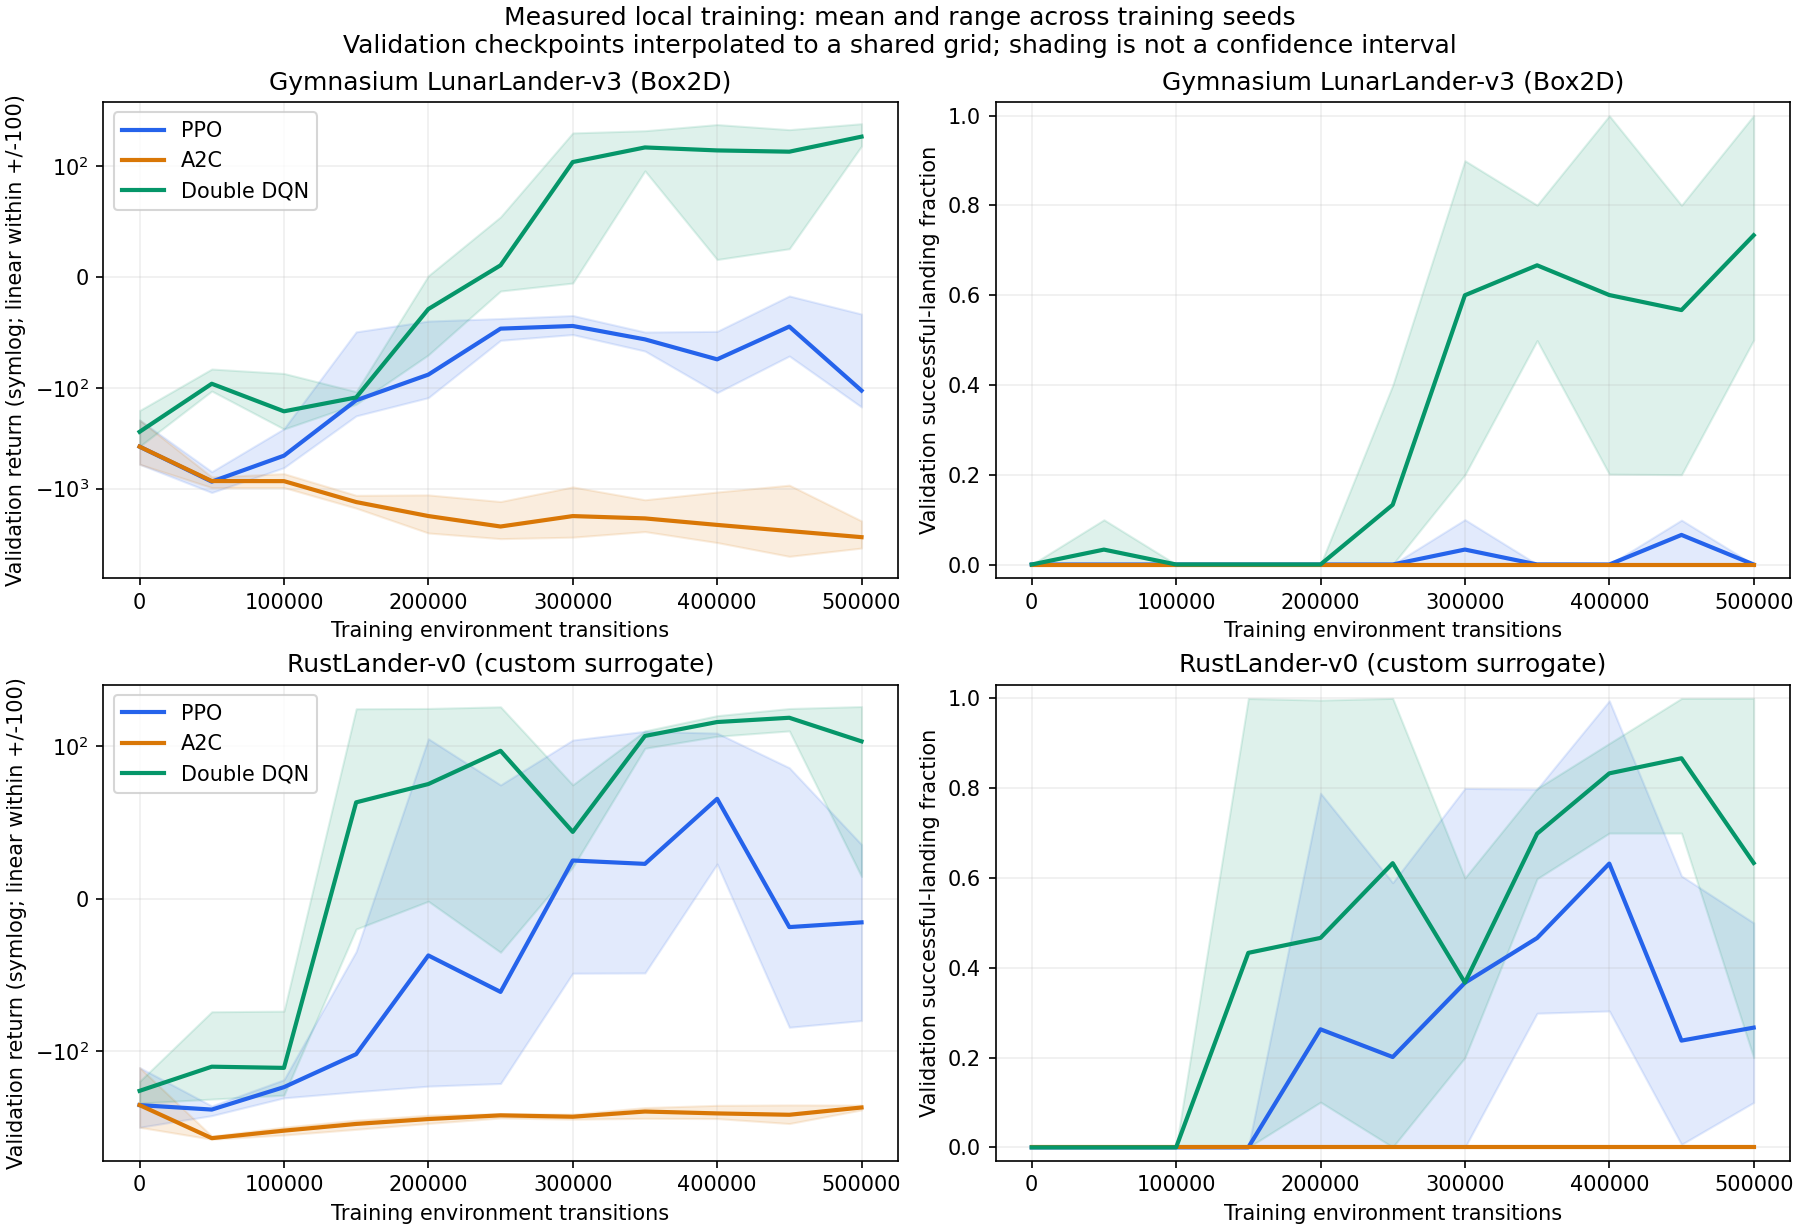 Measured local training: mean and range across training seeds
Validation checkpoints interpolated to a shared grid; shading is not a confidence interval
Gymnasium LunarLander-v3 (Box2D)
Validation return (symlog; linear within +/-100)
10²
0
−10²
−10³
PPO
A2C
Double DQN
0
100000
200000
300000
400000
500000
Training environment transitions
Gymnasium LunarLander-v3 (Box2D)
Validation successful-landing fraction
1.0
0.8
0.6
0.4
0.2
0.0
0
100000
200000
300000
400000
500000
Training environment transitions
RustLander-v0 (custom surrogate)
Validation return (symlog; linear within +/-100)
10²
0
−10²
PPO
A2C
Double DQN
0
100000
200000
300000
400000
500000
Training environment transitions
RustLander-v0 (custom surrogate)
Validation successful-landing fraction
1.0
0.8
0.6
0.4
0.2
0.0
0
100000
200000
300000
400000
500000
Training environment transitions